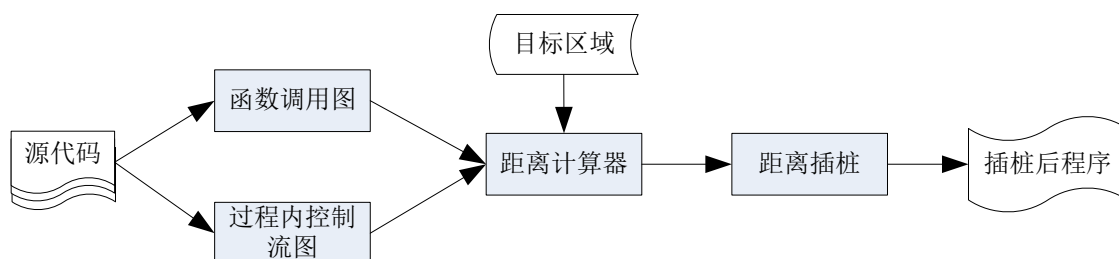 目标区域
函数调用图
源代码
距离计算器
距离插桩
插桩后程序
过程内控制
流图